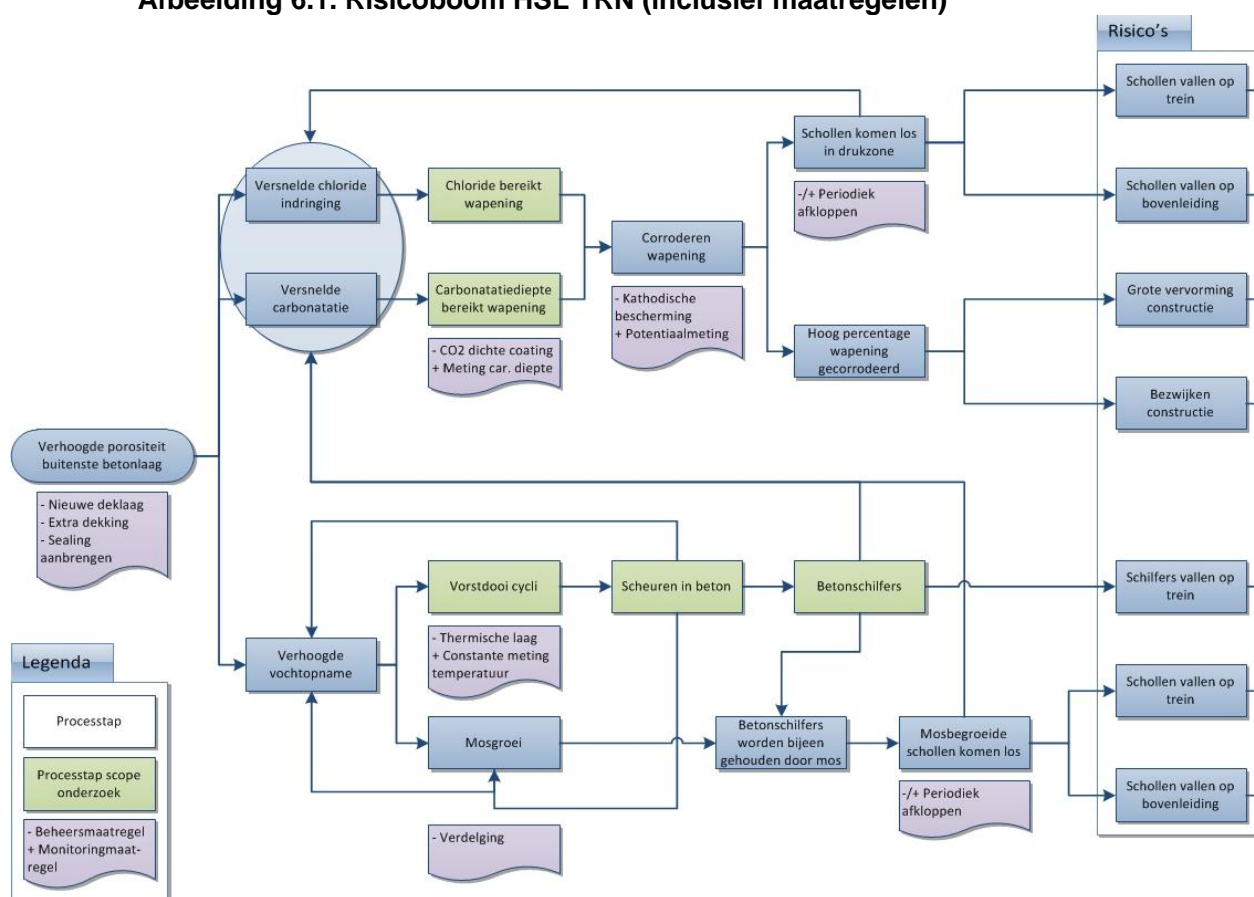 Afbeelding 6.1. Risicoboom HSL TRN (inclusief maatregelen)
Risico's
Schollen vallen op
trein
Schollen komen los
in drukzone
Versnelde chloride
indringing
Chloride bereikt
wapening
-/+ Periodiek
afkloppen
Schollen vallen op
bovenleiding
Corroderen
wapening
Versnelde
carbonatatie
Carbonatatiediepte
bereikt wapening
- Kathodische
bescherming
+ Potentiaalmeting
Grote vervorming
constructie
- CO2 dichte coating
+ Meting car. diepte
Hoog percentage
wapening
gecorrodeerd
Bezwijken
constructie
Verhoogde porositeit
buitenste betonlaag
- Nieuwe deklaag
- Extra dekking
- Sealing
aanbrengen
Vorstdooi cycli
Scheuren in beton
Betonschilfers
Schilfers vallen op
trein
- Thermische laag
+ Constante meting
temperatuur
Verhoogde
vochtopname
Legenda
Processtap
Processtap scope
onderzoek
- Beheersmaatregel
+ Monitoringmaat-
regel
Mosgroei
Betonschilfers
worden bijeen
gehouden door mos
Mosbegroeide
schollen komen los
Schollen vallen op
trein
-/+ Periodiek
afkloppen
Schollen vallen op
bovenleiding
- Verdelging